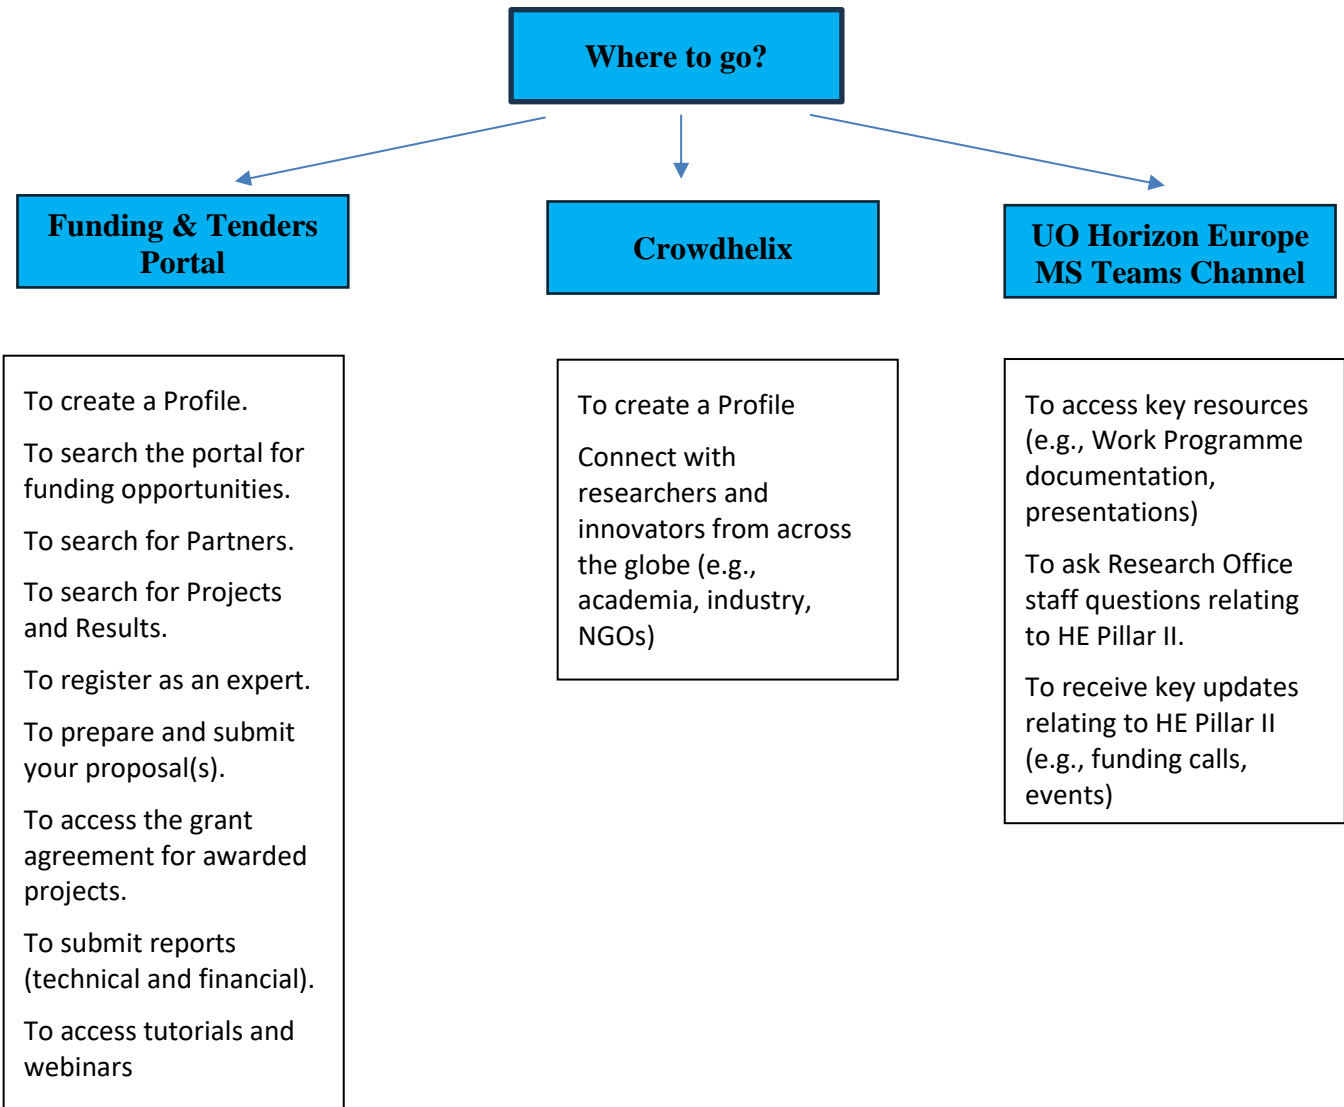 Where to go?
Funding & Tenders
Portal
Crowdhelix
UO Horizon Europe
MS Teams Channel
To create a Profile.
To search the portal for
funding opportunities.
To search for Partners.
To search for Projects
and Results.
To register as an expert.
To prepare and submit
your proposal(s).
To access the grant
agreement for awarded
projects.
To submit reports
(technical and financial).
To access tutorials and
webinars
To create a Profile
Connect with
researchers and
innovators from across
the globe (e.g.,
academia, industry,
NGOs)
To access key resources
(e.g., Work Programme
documentation,
presentations)
To ask Research Office
staff questions relating
to HE Pillar II.
To receive key updates
relating to HE Pillar II
(e.g., funding calls,
events)